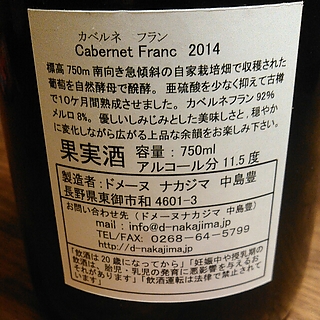 カベルネ フラン
Cabernet Franc 2014
標高750m南向き急傾斜の自家栽培畑で収穫された
葡萄を自然酵母で醗酵。亜硫酸を少なく抑えて古樽
で10ケ月間熟成させました。カベルネフラン92%
メルロ8%。優しいしみじみとした美味しさと,穏やか
に変化しながら広がる上品な余韻をお楽しみ下さい。
果実酒 容量:750ml
アルコール分11.5度
製造者:ドメーヌ ナカジマ 中島豊
長野県東御市和4601-3
お問い合わせ先(ドメーヌナカジマ 中島豊)
mail:info@d-nakajima.jp
TEL/FAX: 0268-64-5799
http://d-nakajima.jp
「飲酒は20歳になってから」「妊娠中や授乳期の
飲酒は、胎児・乳児の発育に悪影響を与えるお
それがあります」「飲酒運転は法律で禁止されて
います」